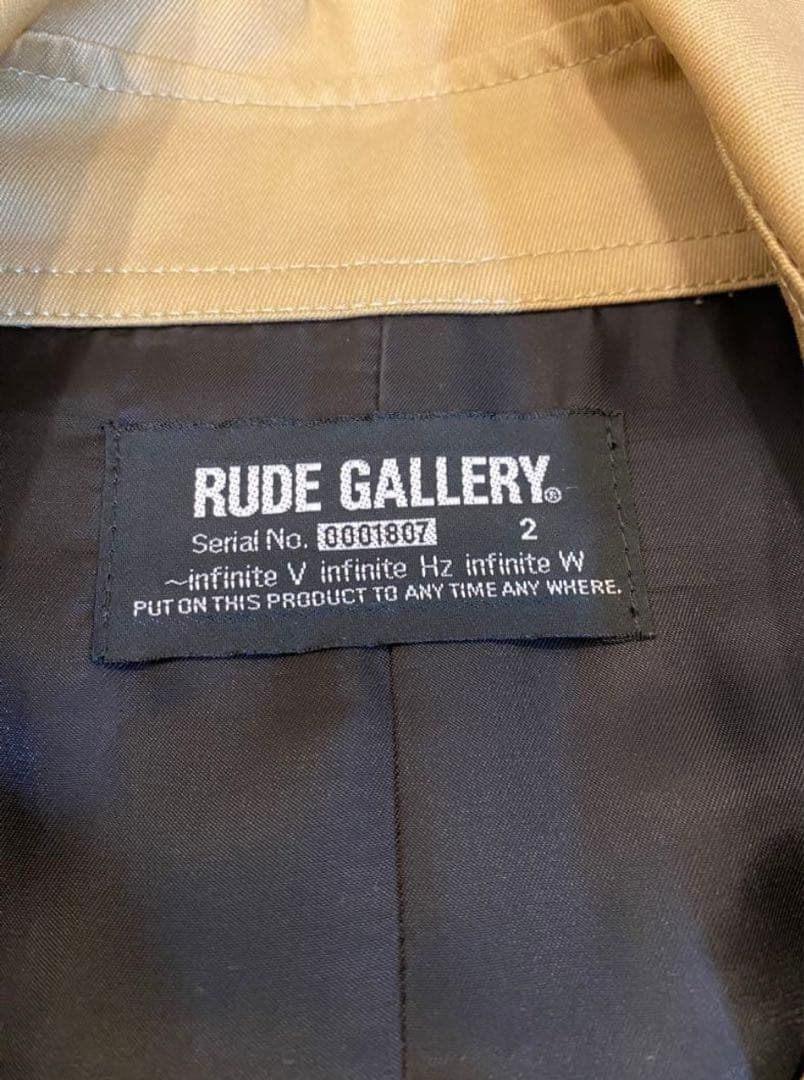 RUDE GALLERY®
Serial No. 0001807 2
~infinite V infinite Hz infinite W
PUT ON THIS PRODUCT TO ANY TIME ANY WHERE.